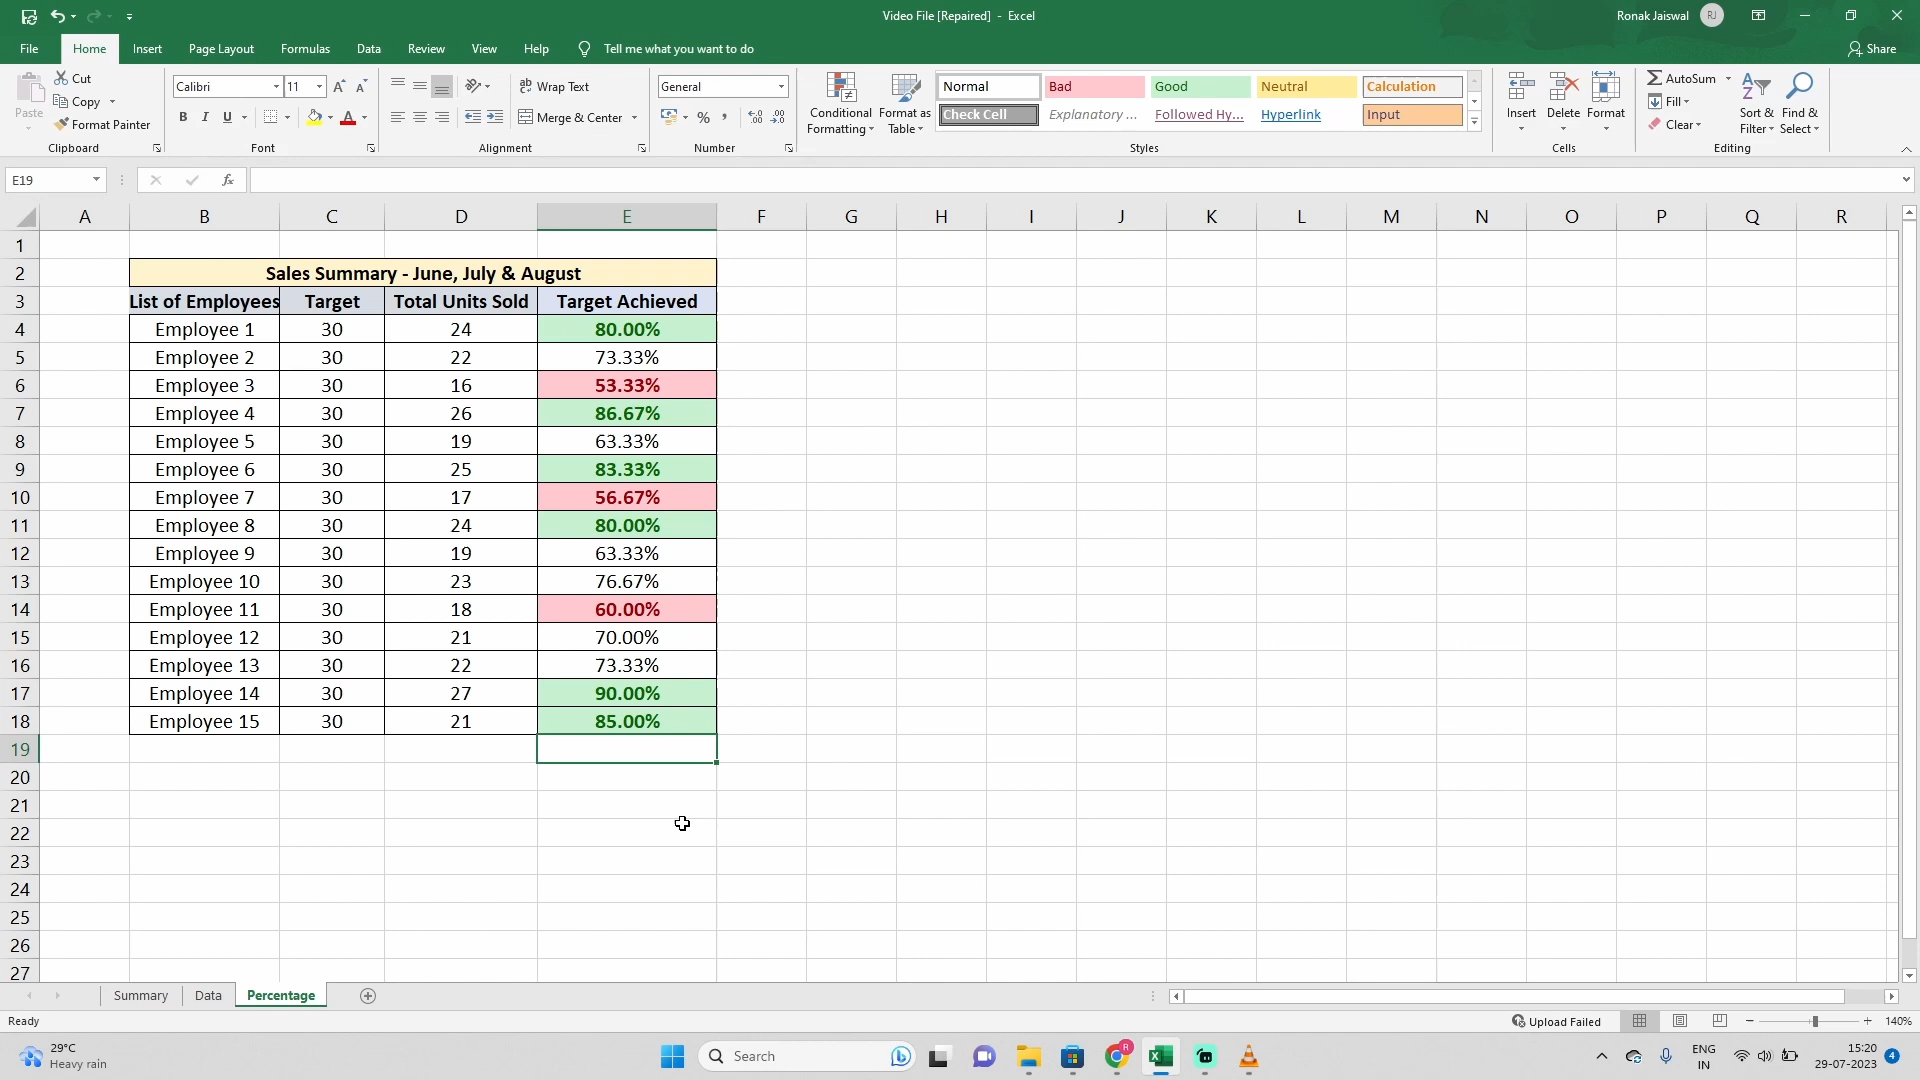 Video File [Repaired] - Excel
Ronak Jaiswal RJ
File Home Insert Page Layout Formulas Data Review View Help Tell me what you want to do Share
Paste
Cut
Copy
Format Painter
Clipboard
Calibri 11
B I U
Font
Wrap Text
Merge & Center
Alignment
General
Number
Conditional Formatting
Format as Table
Normal Bad Good Neutral Calculation
Check Cell Explanatory ... Followed Hy... Hyperlink Input
Styles
Insert Delete Format
Cells
AutoSum
Fill
Clear
Sort & Filter
Find & Select
Editing
E19 fx
A B C D E F G H I J K L M N O P Q R
1
2 Sales Summary - June, July & August
3 List of Employees Target Total Units Sold Target Achieved
4 Employee 1 30 24 80.00%
5 Employee 2 30 22 73.33%
6 Employee 3 30 16 53.33%
7 Employee 4 30 26 86.67%
8 Employee 5 30 19 63.33%
9 Employee 6 30 25 83.33%
10 Employee 7 30 17 56.67%
11 Employee 8 30 24 80.00%
12 Employee 9 30 19 63.33%
13 Employee 10 30 23 76.67%
14 Employee 11 30 18 60.00%
15 Employee 12 30 21 70.00%
16 Employee 13 30 22 73.33%
17 Employee 14 30 27 90.00%
18 Employee 15 30 21 85.00%
19
20
21
22
23
24
25
26
27
Summary Data Percentage
Ready Upload Failed 140%
29°C
Heavy rain
Search
ENG
IN
15:20
29-07-2023
4